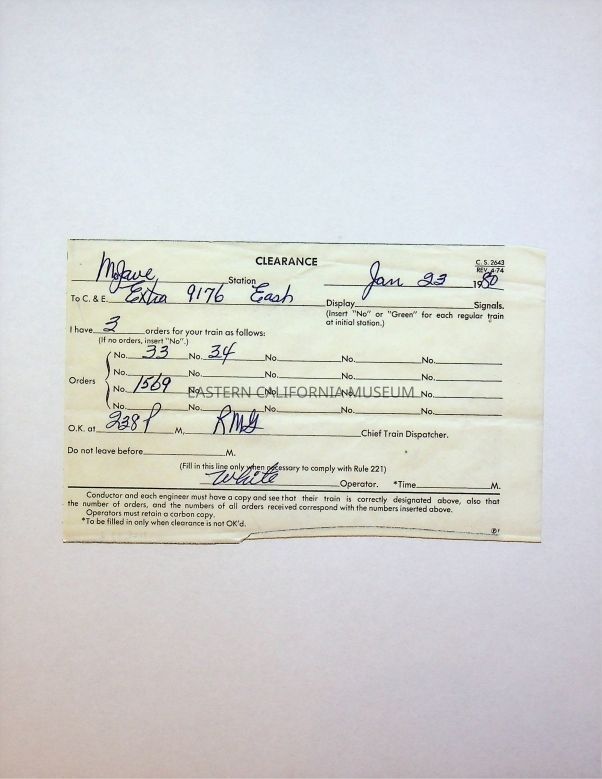 CLEARANCE
C. S. 2643
REV. 4-74
Mojave Station Jan 23 1980
To C. & E. Extra 9176 East Display Signals.
(Insert "No" or "Green" for each regular train
at initial station.)
I have 3 orders for your train as follows:
(If no orders, insert "No".)
No. 33 No. 34 No. No. No.
No. No. No. No. No.
Orders
No. 1569 No. No. No. No.
EASTERN CALIFORNIA MUSEUM
No. No. No. No. No.
O.K. at 238 P M, RMG Chief Train Dispatcher.
Do not leave before M.
(Fill in this line only when necessary to comply with Rule 221)
White Operator. *Time M.
Conductor and each engineer must have a copy and see that their train is correctly designated above, also that
the number of orders, and the numbers of all orders received correspond with the numbers inserted above.
Operators must retain a carbon copy.
*To be filled in only when clearance is not OK'd.